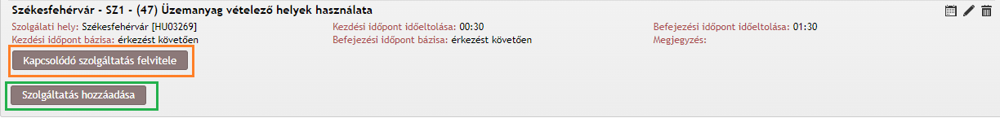 Székesfehérvár - SZ1 - (47) Üzemanyag vételező helyek használata
Szolgálati hely: Székesfehérvár [HU03269] Kezdési időpont időeltolása: 00:30 Befejezési időpont időeltolása: 01:30
Kezdési időpont bázisa: érkezést követően Befejezési időpont bázisa: érkezést követően Megjegyzés:
Kapcsolódó szolgáltatás felvitele
Szolgáltatás hozzáadása